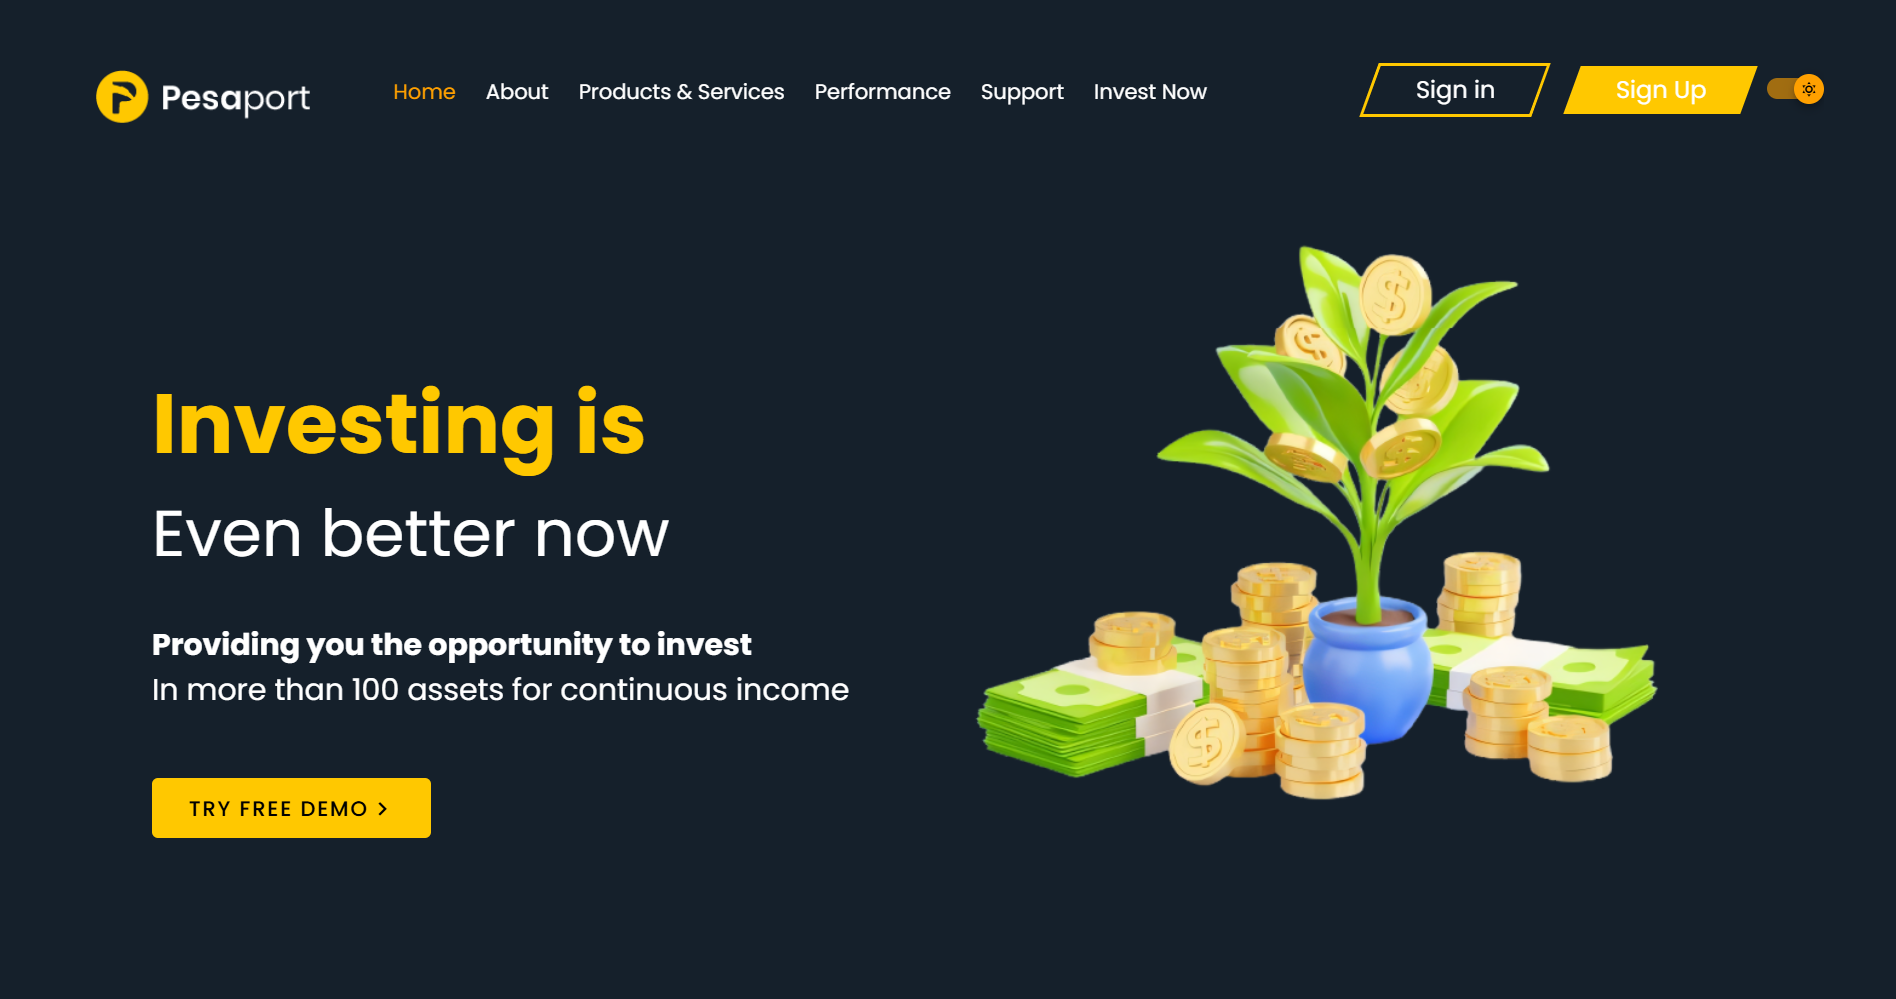 Pesaport
Home About Products & Services Performance Support Invest Now
Sign in Sign Up
Investing is
Even better now
Providing you the opportunity to invest
In more than 100 assets for continuous income
TRY FREE DEMO >